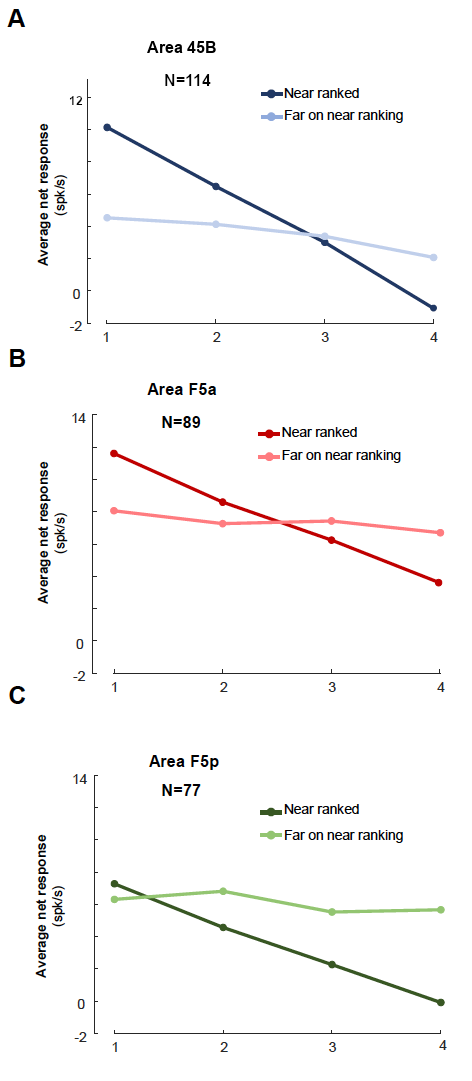 A
Area 45B
N=114
Near ranked
Far on near ranking
Average net response
(spk/s)
12
0
-2
1 2 3 4
B
Area F5a
N=89
Near ranked
Far on near ranking
Average net response
(spk/s)
14
0
-2
1 2 3 4
C
Area F5p
N=77
Near ranked
Far on near ranking
Average net response
(spk/s)
14
0
-2
1 2 3 4